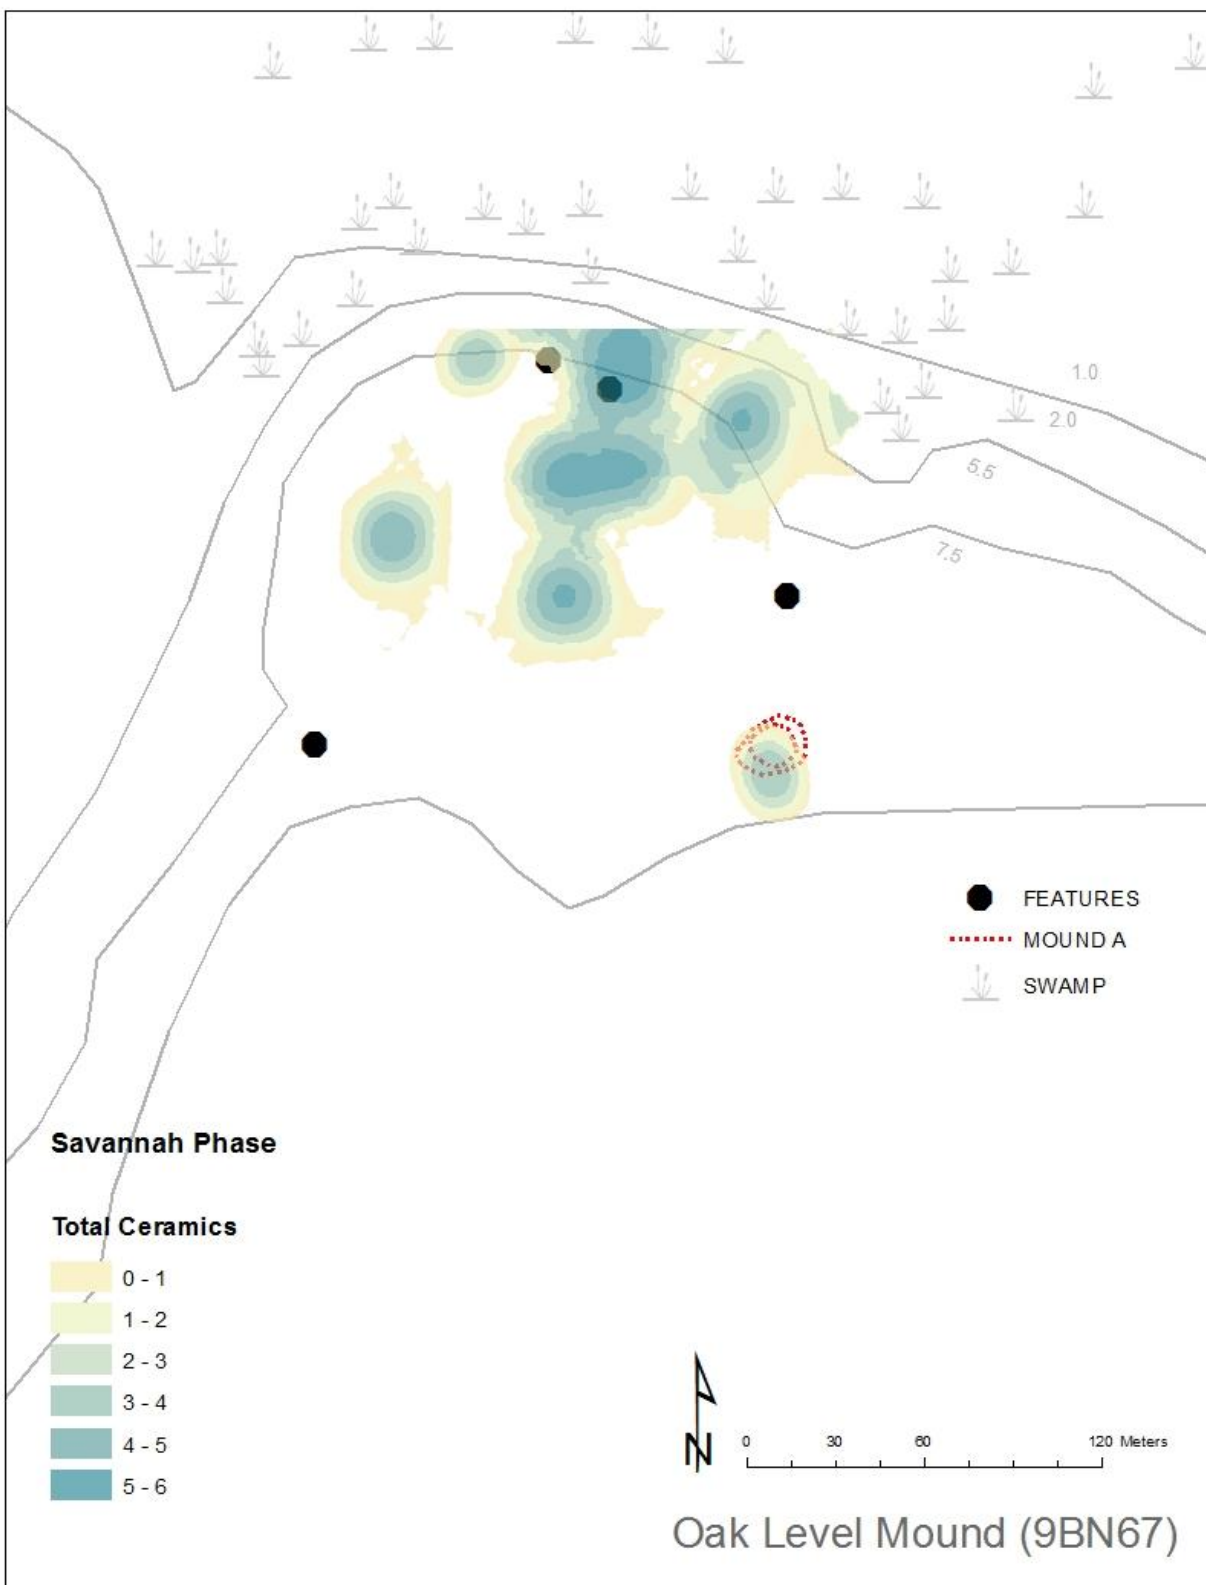 1.0
2.0
5.5
7.5
FEATURES
MOUND A
SWAMP
Savannah Phase
Total Ceramics
0 - 1
1 - 2
2 - 3
3 - 4
4 - 5
5 - 6
N
0 30 60 120 Meters
Oak Level Mound (9BN67)